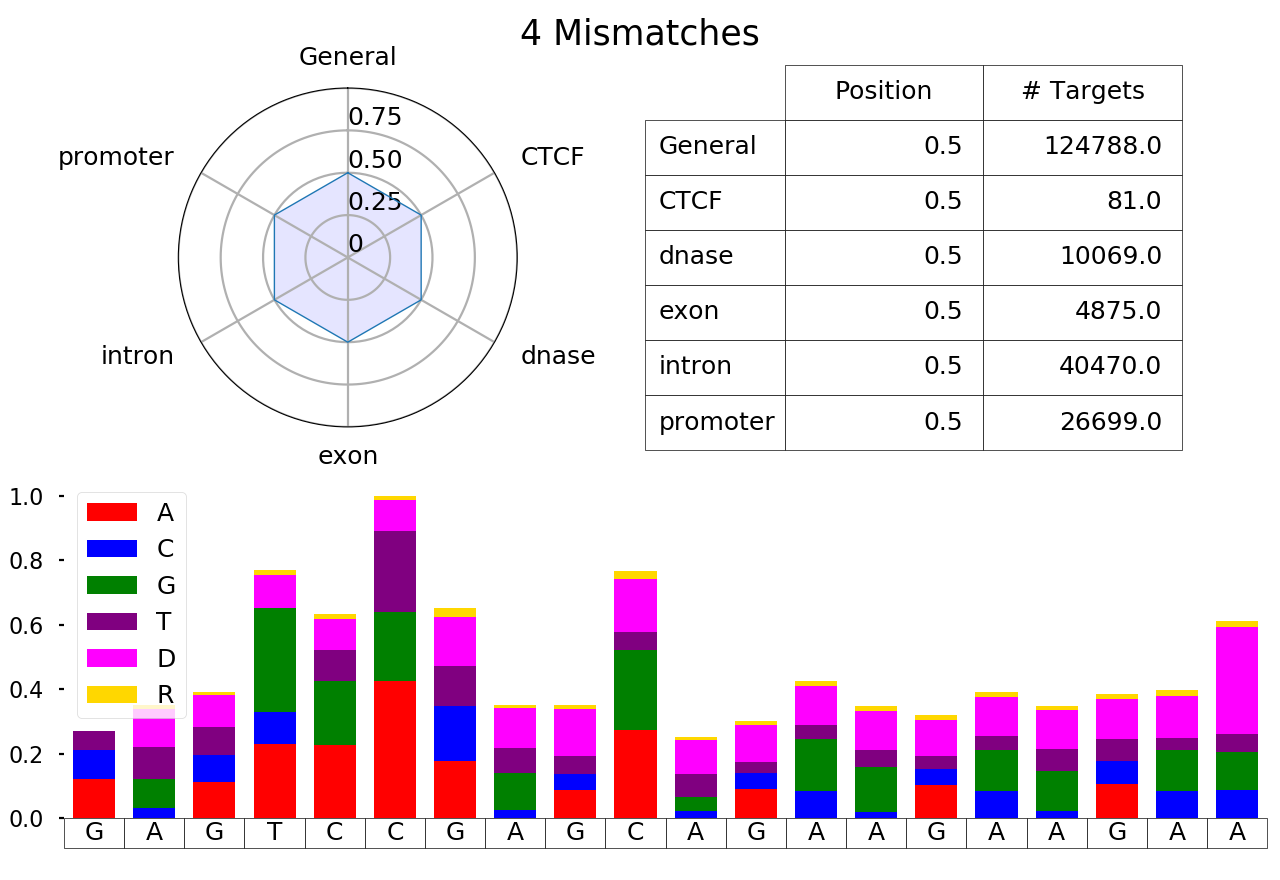 4 Mismatches
General
promoter
CTCF
0.75
0.50
0.25
0
intron
dnase
exon
Position # Targets
General 0.5 124788.0
CTCF 0.5 81.0
dnase 0.5 10069.0
exon 0.5 4875.0
intron 0.5 40470.0
promoter 0.5 26699.0
1.0
0.8
0.6
0.4
0.2
0.0
A
C
G
T
D
R
G A G T C C G A G C A G A A G A A G A A